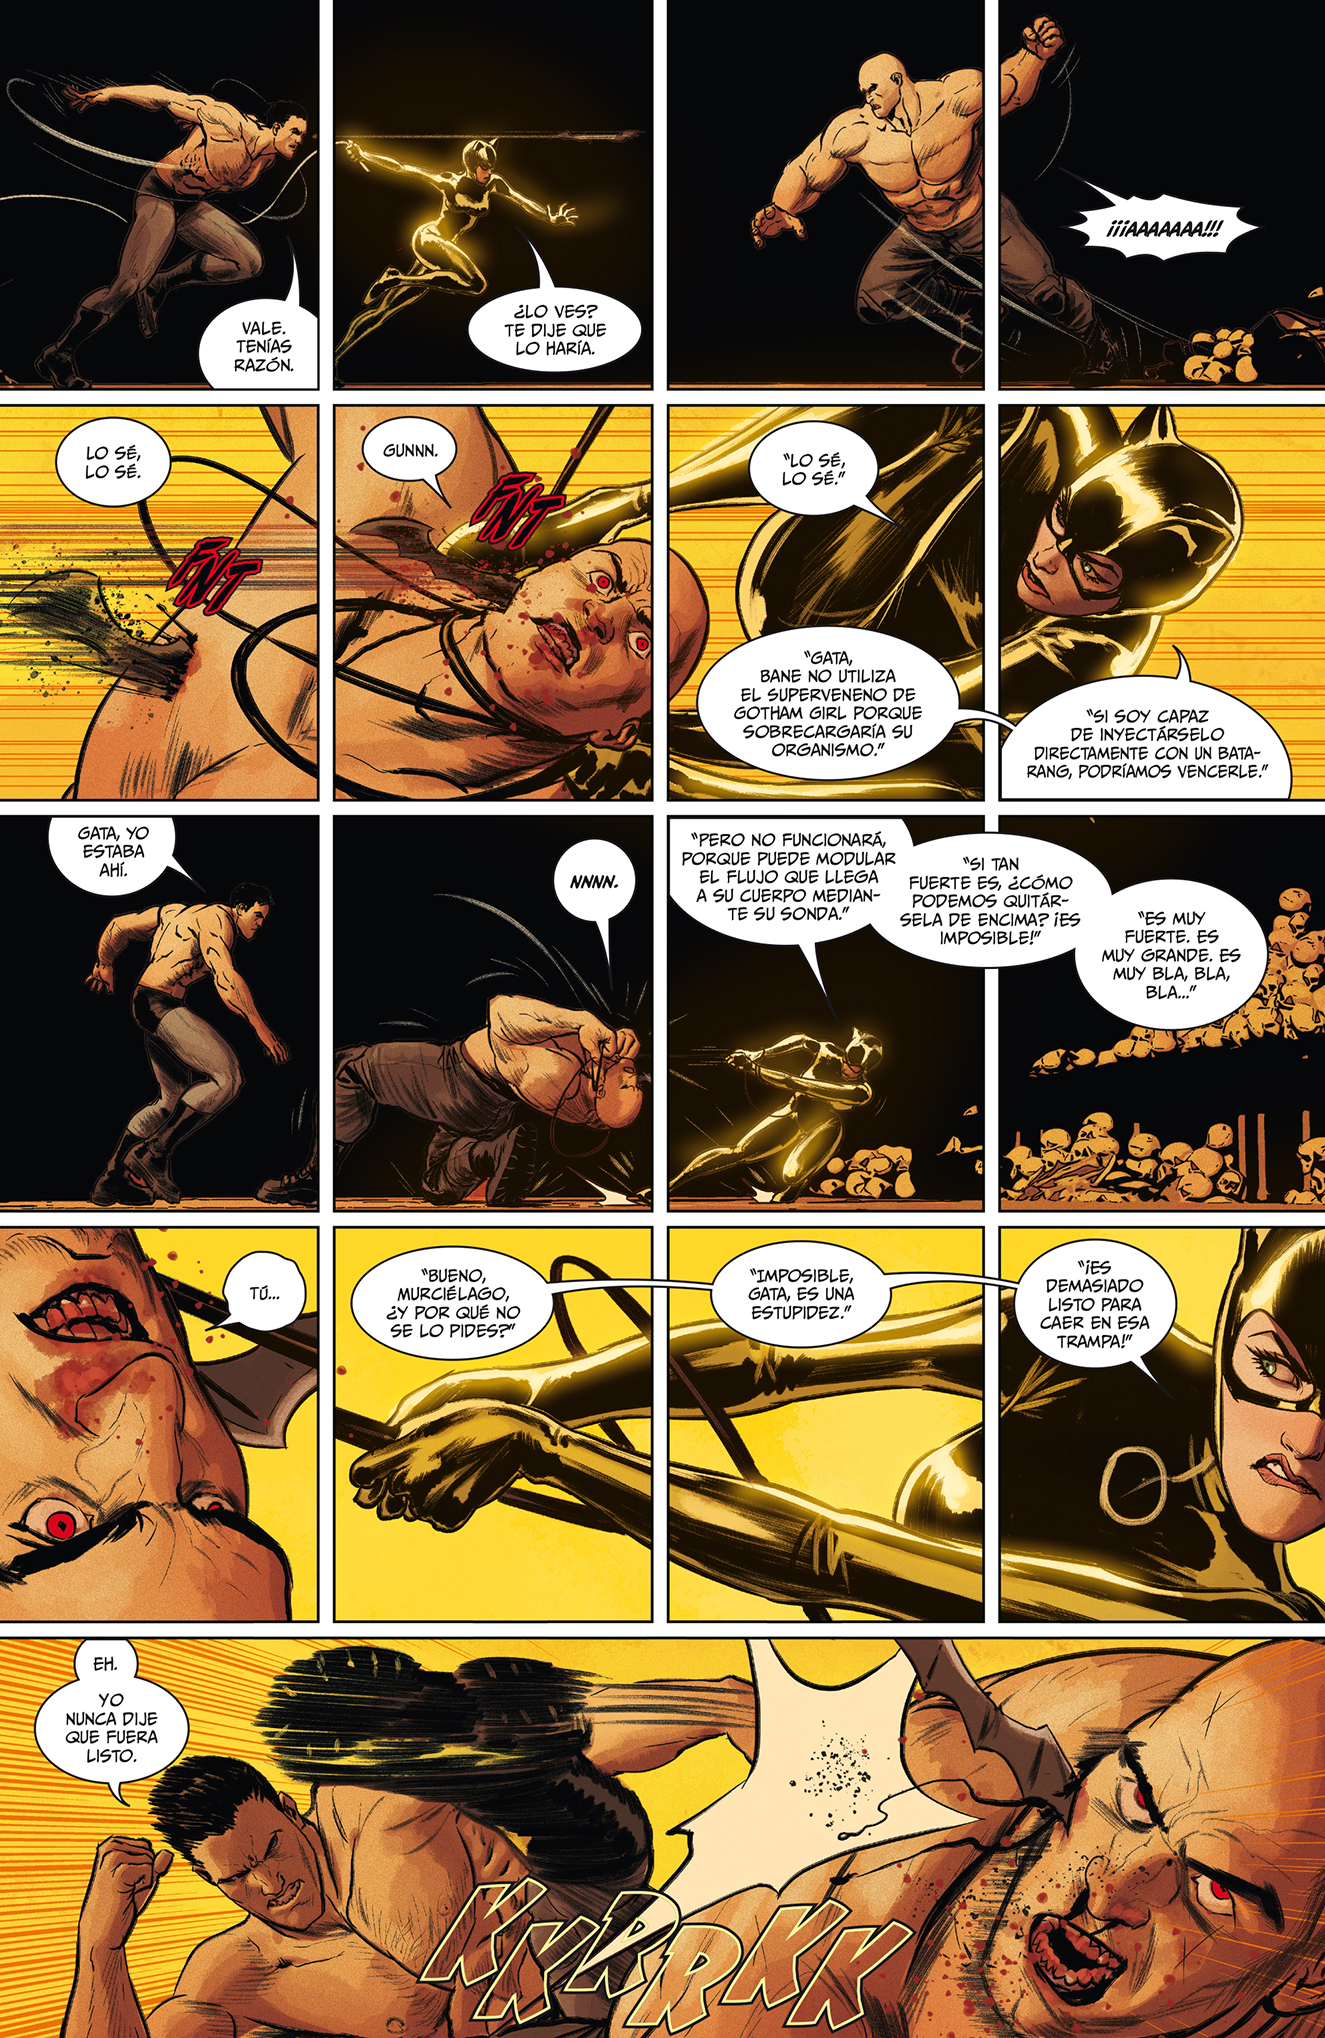 VALE.
TENÍAS
RAZÓN.
¿LO VES?
TE DIJE QUE
LO HARÍA.
¡¡¡AAAAAAA!!!
LO SÉ,
LO SÉ.
FNT
GUNNN.
FNT
“LO SÉ,
LO SÉ.”
“GATA,
BANE NO UTILIZA
EL SUPERVENENO DE
GOTHAM GIRL PORQUE
SOBRECARGARÍA SU
ORGANISMO.”
“SI SOY CAPAZ
DE INYECTÁRSELO
DIRECTAMENTE CON UN BATA-
RANG, PODRÍAMOS VENCERLE.”
GATA, YO
ESTABA
AHÍ.
NNNN.
“PERO NO FUNCIONARÁ,
PORQUE PUEDE MODULAR
EL FLUJO QUE LLEGA
A SU CUERPO MEDIAN-
TE SU SONDA.”
“SI TAN
FUERTE ES, ¿CÓMO
PODEMOS QUITÁR-
SELA DE ENCIMA? ¡ES
IMPOSIBLE!”
“ES MUY
FUERTE. ES
MUY GRANDE. ES
MUY BLA, BLA,
BLA...”
TÚ...
“BUENO,
MURCIÉLAGO,
¿Y POR QUÉ NO
SE LO PIDES?”
“IMPOSIBLE,
GATA, ES UNA
ESTUPIDEZ.”
“¡ES
DEMASIADO
LISTO PARA
CAER EN ESA
TRAMPA!”
EH.
YO
NUNCA DIJE
QUE FUERA
LISTO.
KKRRKK